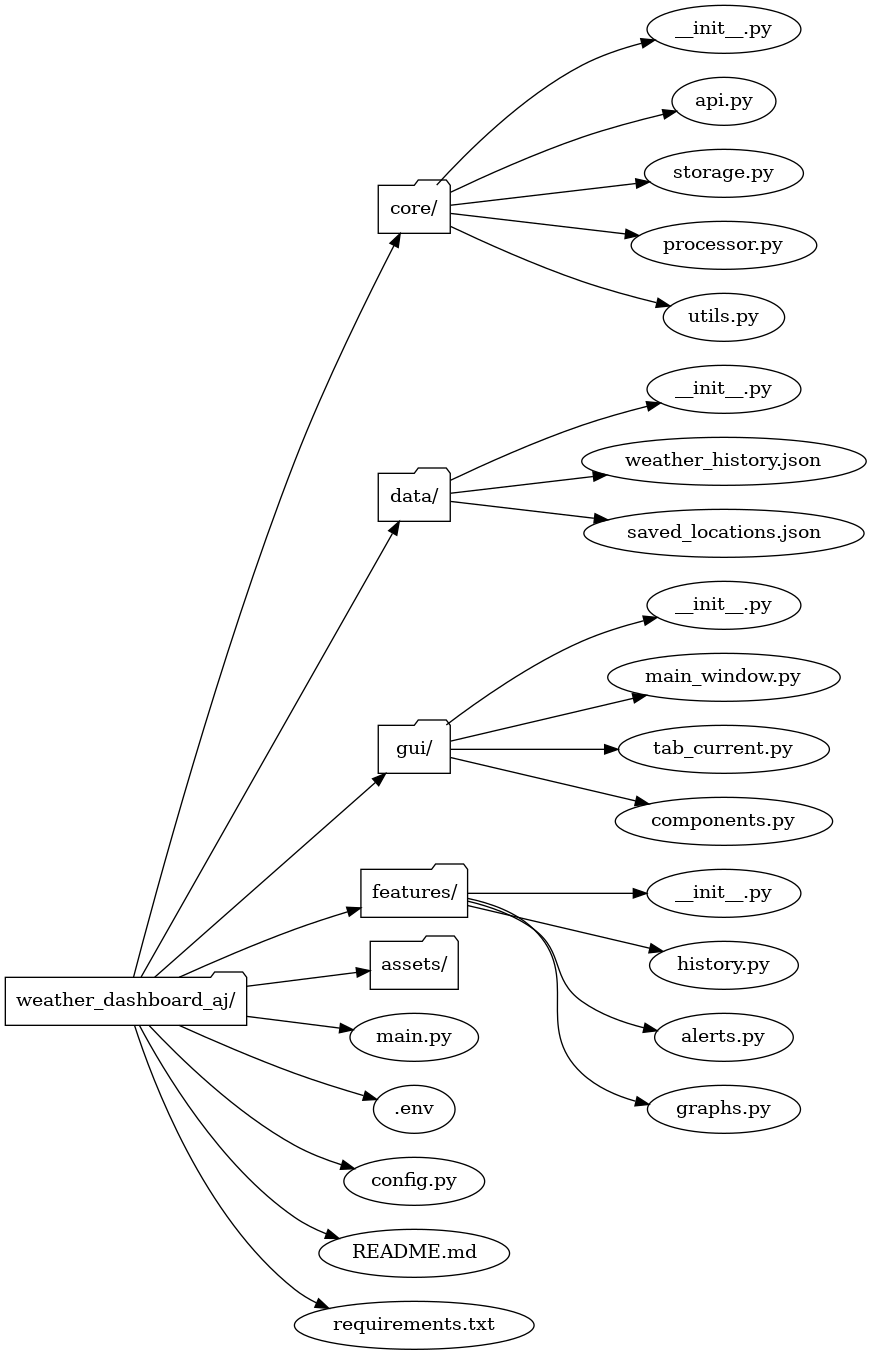 __init__.py
api.py
storage.py
core/
processor.py
utils.py
__init__.py
weather_history.json
data/
saved_locations.json
__init__.py
main_window.py
gui/
tab_current.py
components.py
features/
__init__.py
assets/
history.py
weather_dashboard_aj/
main.py
alerts.py
.env
graphs.py
config.py
README.md
requirements.txt